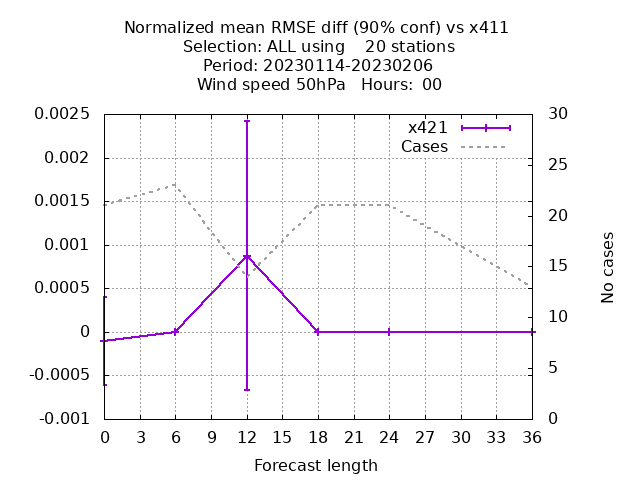 Normalized mean RMSE diff (90% conf) vs x411
Selection: ALL using    20 stations
Period: 20230114-20230206
Wind speed 50hPa   Hours:  00
0.0025
0.002
0.0015
0.001
0.0005
0
-0.0005
-0.001
30
25
20
15
10
5
0
x421
Cases
No cases
0 3 6 9 12 15 18 21 24 27 30 33 36
Forecast length